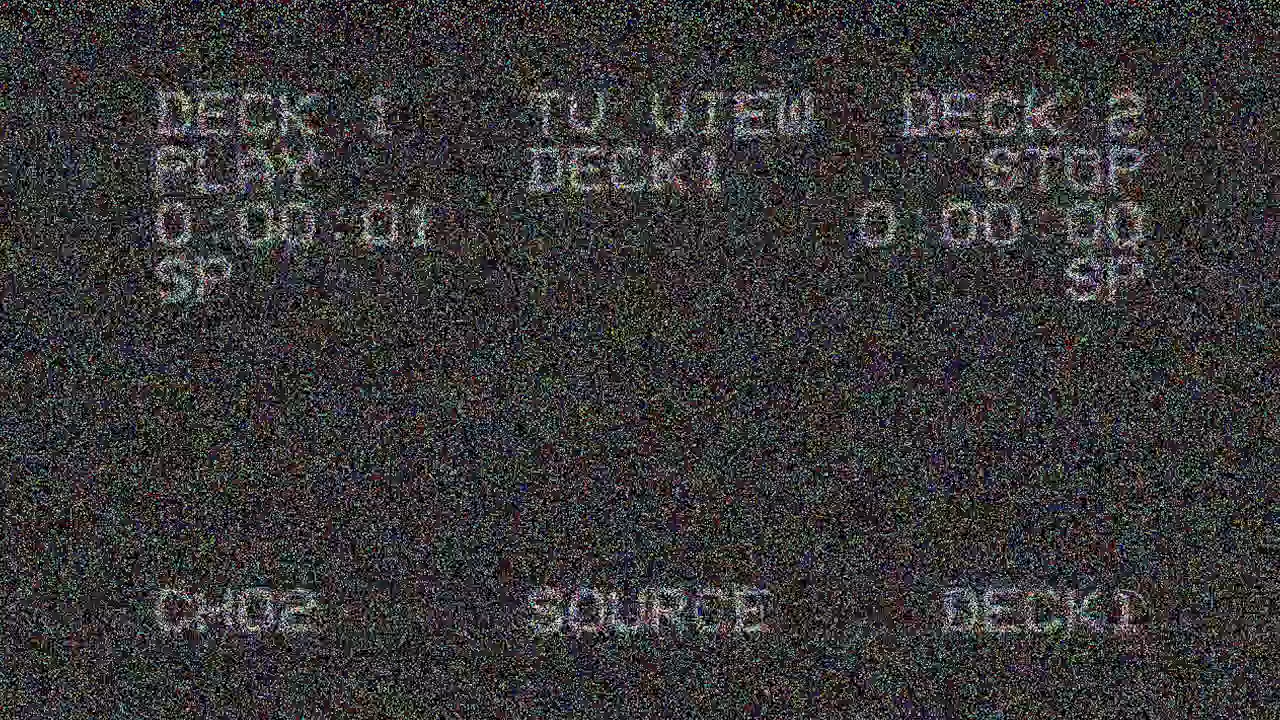 DECK 1 TV VIEW DECK 2
PLAY DECK1 STOP
0:00:01 0:00:00
SP SP
CH02 SOURCE DECK1